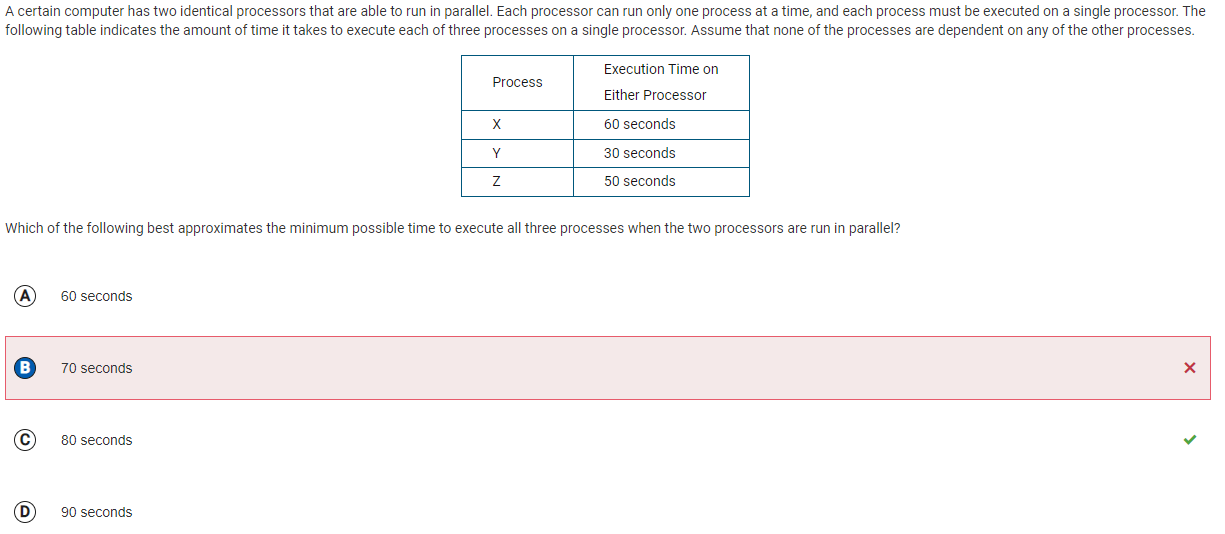 A certain computer has two identical processors that are able to run in parallel. Each processor can run only one process at a time, and each process must be executed on a single processor. The
following table indicates the amount of time it takes to execute each of three processes on a single processor. Assume that none of the processes are dependent on any of the other processes.
Process
Execution Time on
Either Processor
X 60 seconds
Y 30 seconds
Z 50 seconds
Which of the following best approximates the minimum possible time to execute all three processes when the two processors are run in parallel?
A 60 seconds
B 70 seconds
C 80 seconds
D 90 seconds